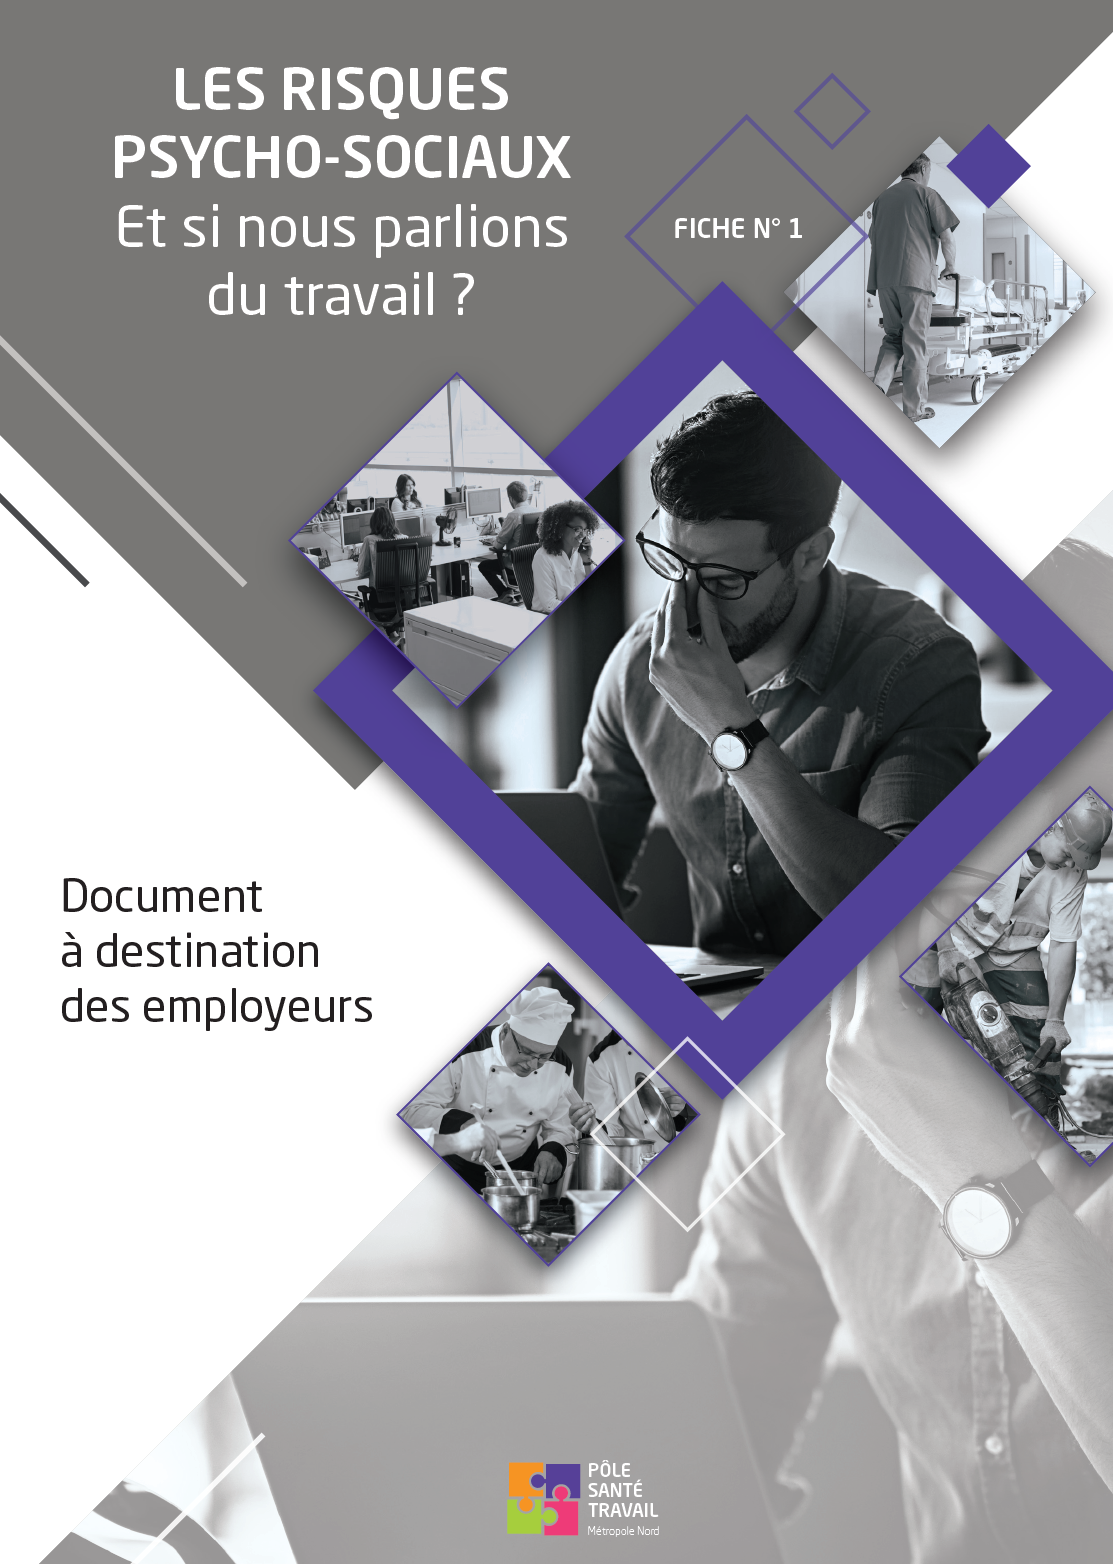 LES RISQUES
PSYCHO-SOCIAUX
Et si nous parlions
du travail ?
FICHE N° 1
Document
à destination
des employeurs
PÔLE
SANTÉ
TRAVAIL
Métropole Nord